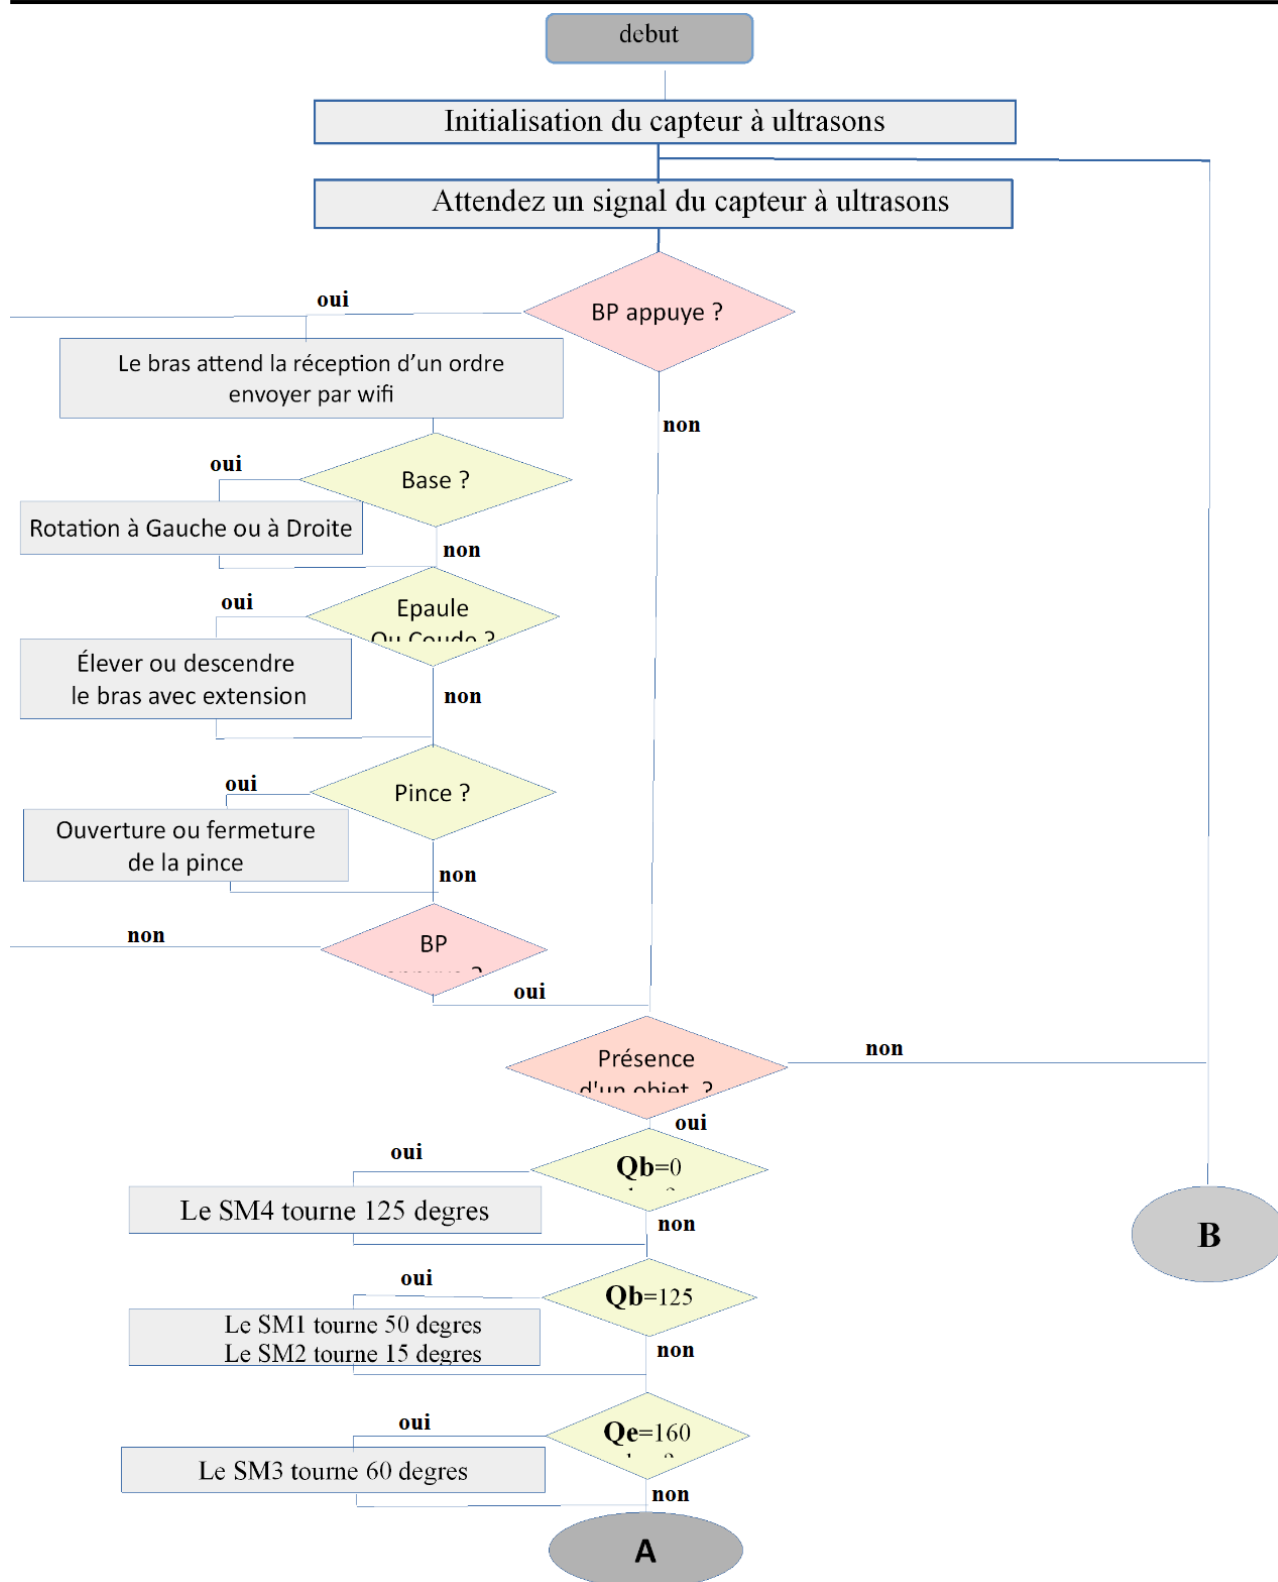 debut
Initialisation du capteur à ultrasons
Attendez un signal du capteur à ultrasons
BP appuye ?
oui
non
Le bras attend la réception d’un ordre
envoyer par wifi
Base ?
oui
Rotation à Gauche ou à Droite
non
Epaule
Ou Coude ?
oui
Élever ou descendre
le bras avec extension
non
Pince ?
oui
Ouverture ou fermeture
de la pince
non
BP
?
non
oui
Présence
d'un objet ?
non
oui
Qb=0
oui
Le SM4 tourne 125 degres
non
B
Qb=125
oui
Le SM1 tourne 50 degres
Le SM2 tourne 15 degres
non
Qe=160
oui
Le SM3 tourne 60 degres
non
A